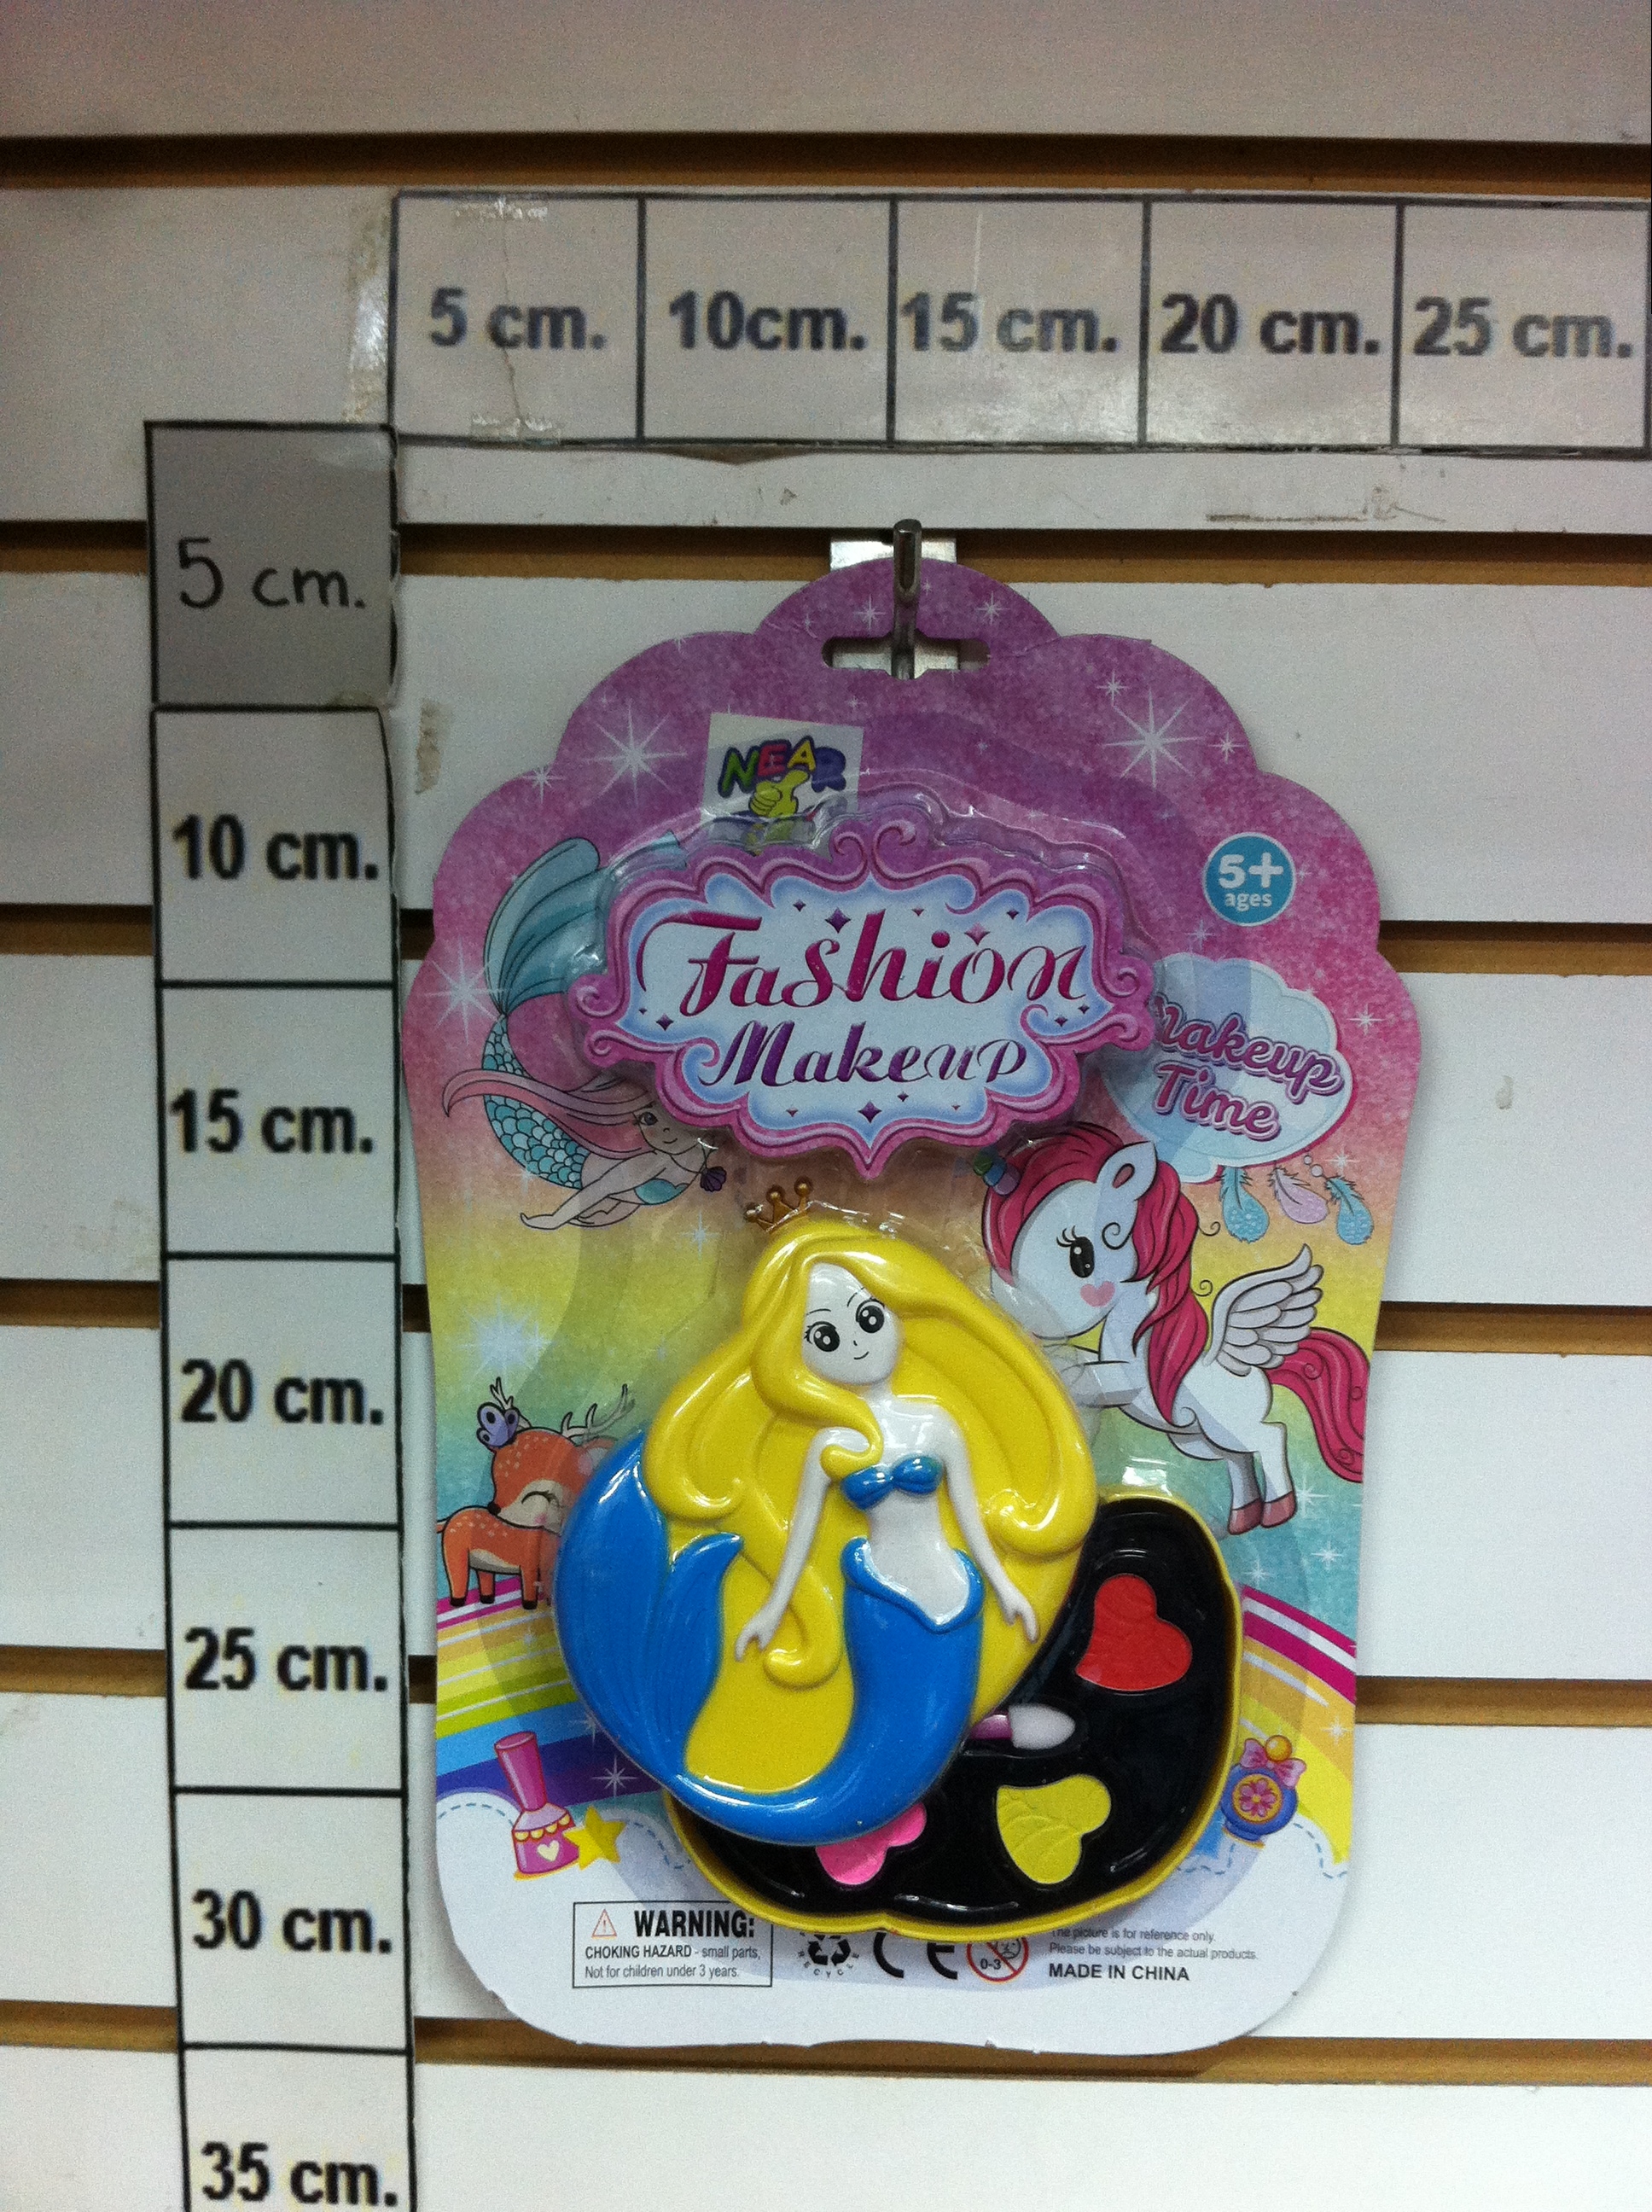 5 cm.
10cm.
15 cm.
20 cm.
25 cm.
5 cm.
10 cm.
15 cm.
20 cm.
25 cm.
30 cm.
35 cm.
NEAR
5+
ages
Fashion
Makeup
Makeup
Time
WARNING:
CHOKING HAZARD - small parts,
Not for children under 3 years.
RECYCLE
CE
0-3
The picture is for reference only.
Please be subject to the actual products.
MADE IN CHINA